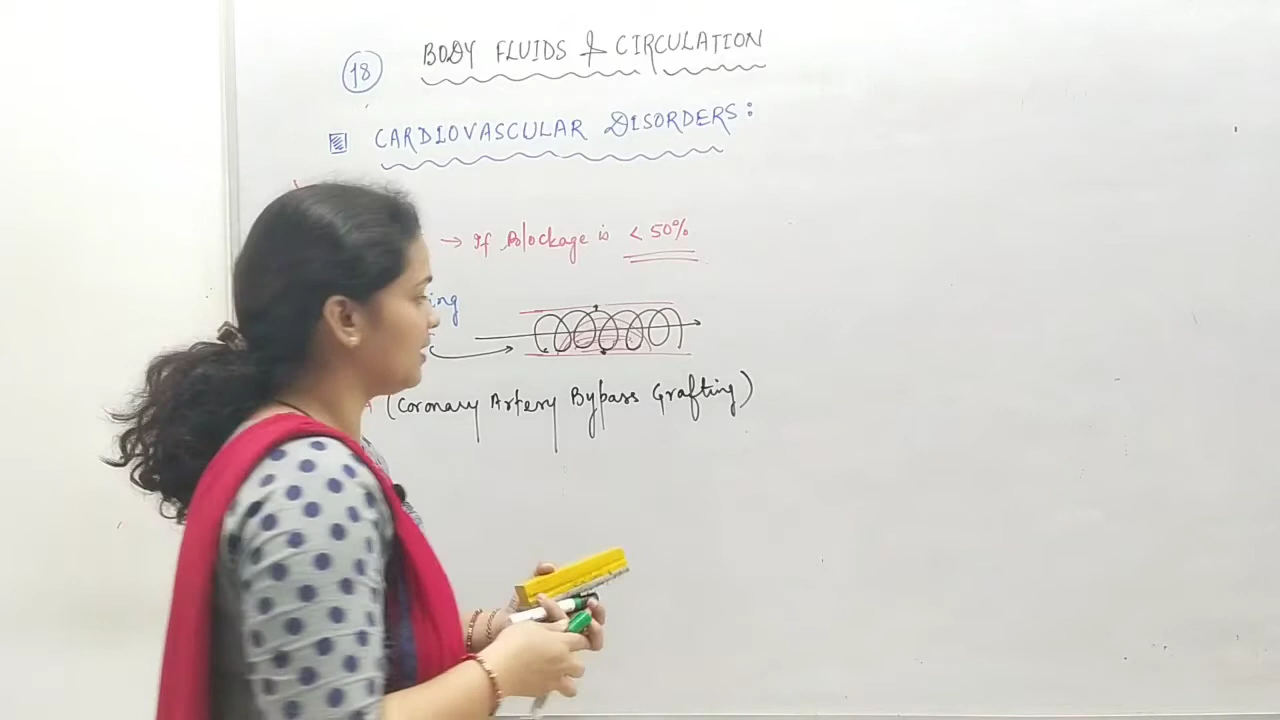 18 BODY FLUIDS & CIRCULATION
CARDIOVASCULAR DISORDERS:
→ If Blockage is < 50%
(Coronary Artery Bypass Grafting)